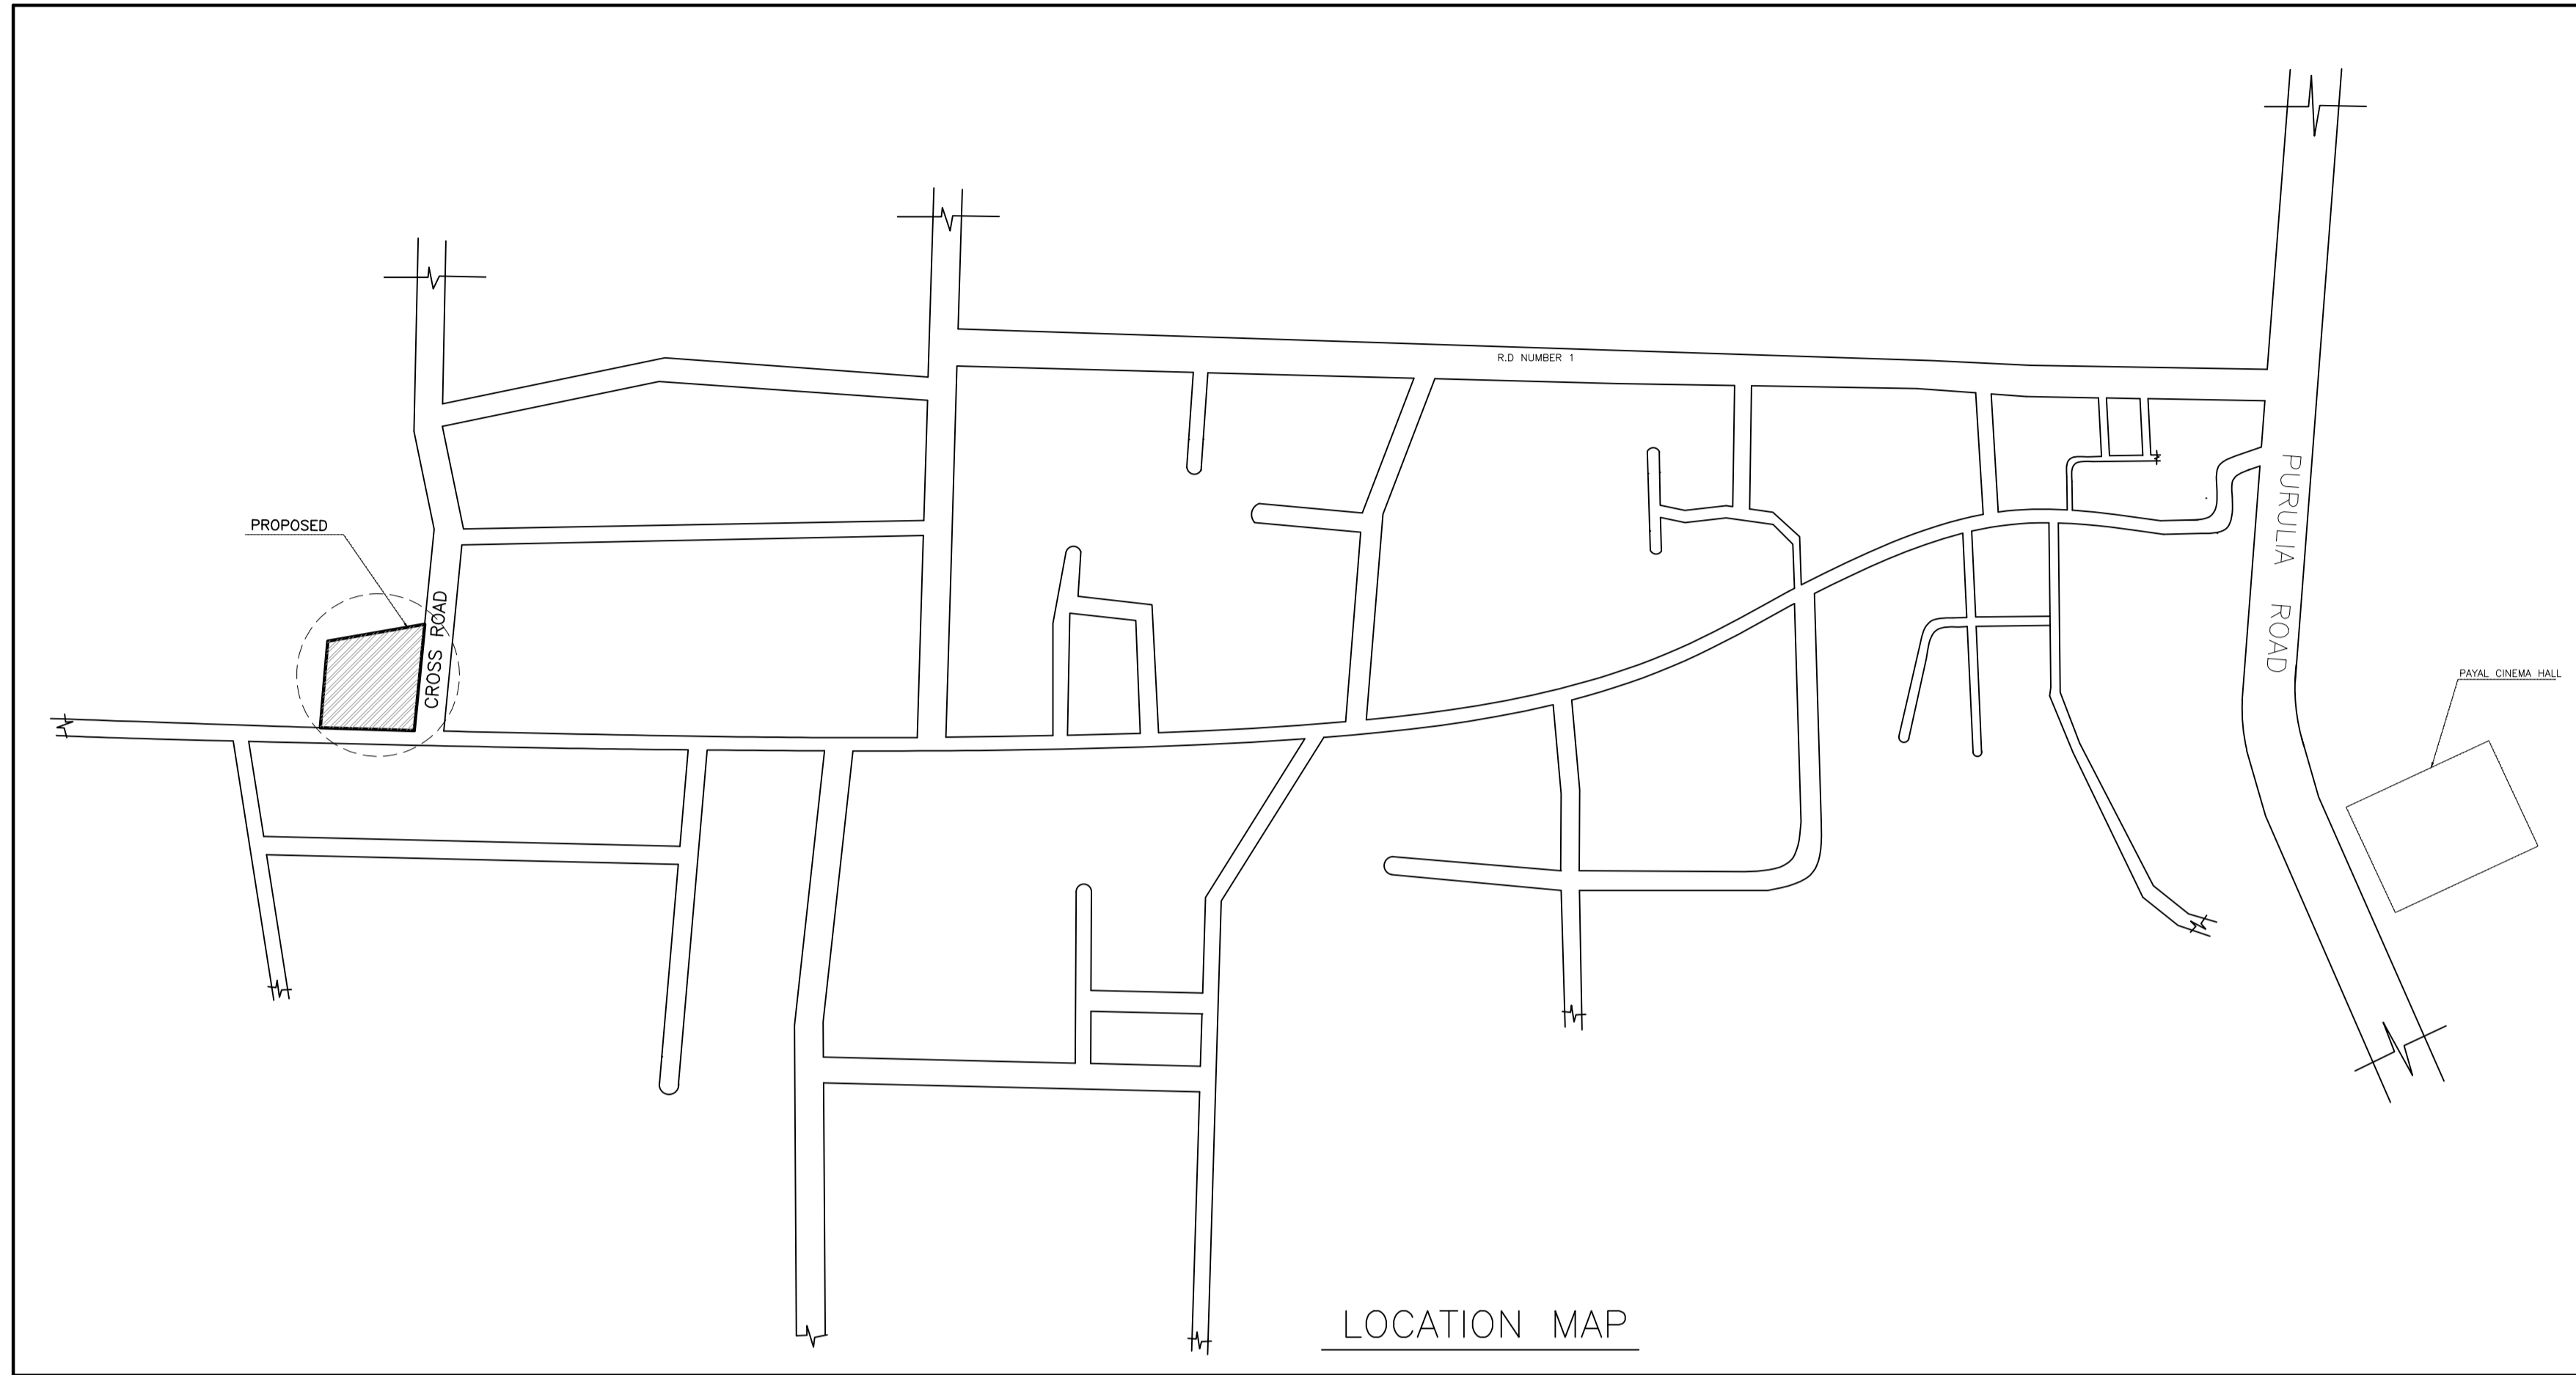 R.D NUMBER 1
PROPOSED
CROSS ROAD
PURULIA ROAD
PAYAL CINEMA HALL
LOCATION MAP